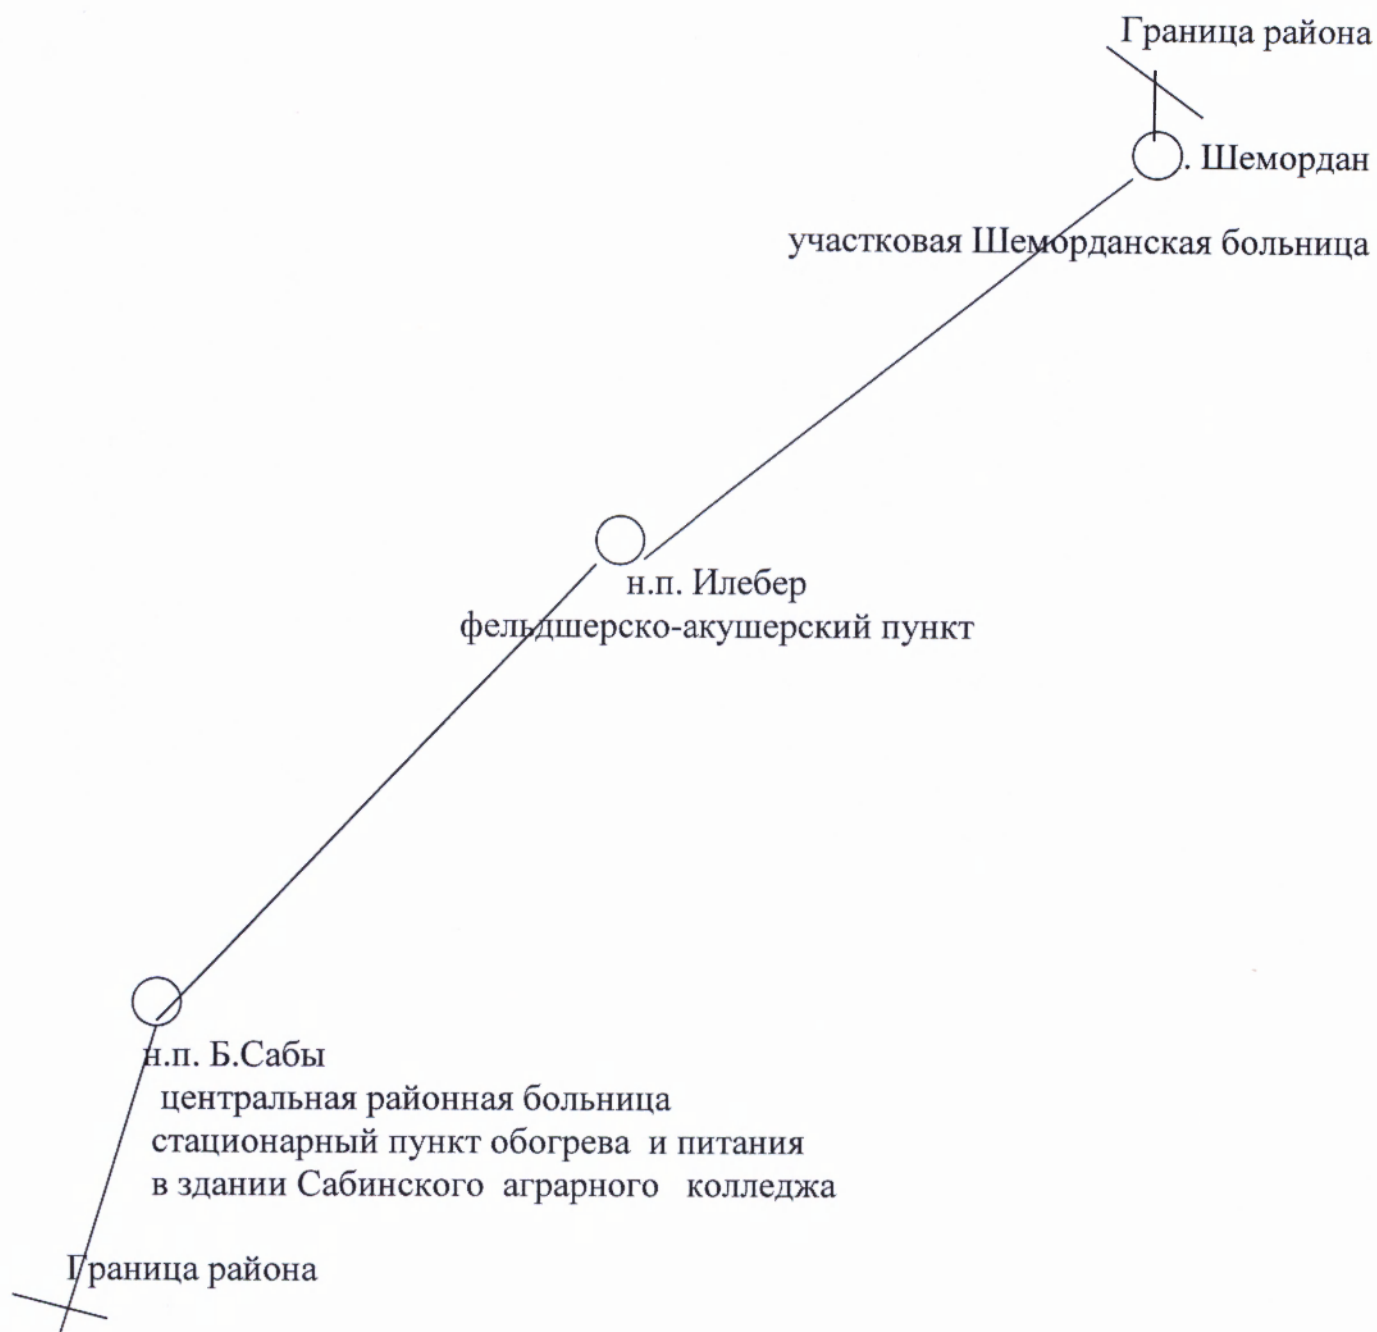 Граница района
. Шемордан
участковая Шеморданская больница
н.п. Илебер
фельдшерско-акушерский пункт
н.п. Б.Сабы
центральная районная больница
стационарный пункт обогрева и питания
в здании Сабинского аграрного колледжа
Граница района